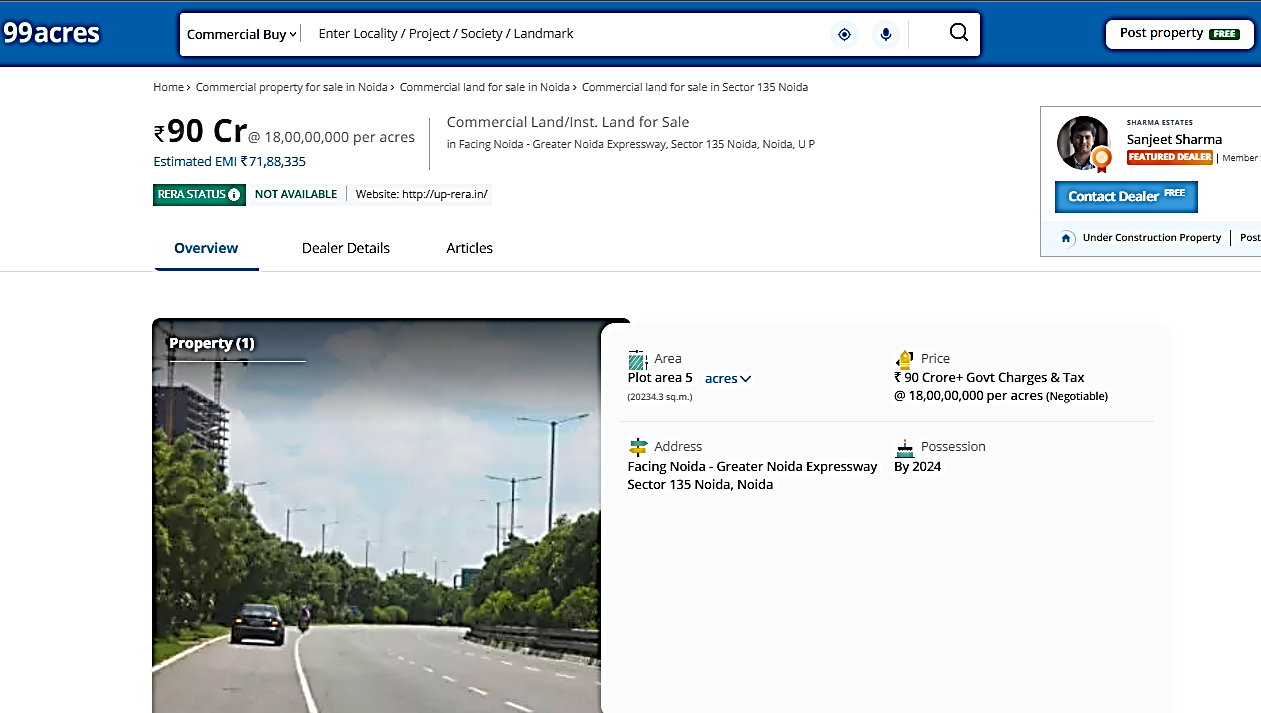 99acres
Commercial Buy
Enter Locality / Project / Society / Landmark
Post property FREE
Home › Commercial property for sale in Noida › Commercial land for sale in Noida › Commercial land for sale in Sector 135 Noida
₹90 Cr @ 18,00,00,000 per acres
Estimated EMI ₹71,88,335
Commercial Land/Inst. Land for Sale
in Facing Noida - Greater Noida Expressway, Sector 135 Noida, Noida, U P
RERA STATUS NOT AVAILABLE | Website: http://up-rera.in/
SHARMA ESTATES
Sanjeet Sharma
FEATURED DEALER | Member
Contact Dealer FREE
Under Construction Property | Post
Overview
Dealer Details
Articles
Property (1)
Area
Plot area 5 acres
(20234.3 sq.m.)
Price
₹ 90 Crore+ Govt Charges & Tax
@ 18,00,00,000 per acres (Negotiable)
Address
Facing Noida - Greater Noida Expressway
Sector 135 Noida, Noida
Possession
By 2024